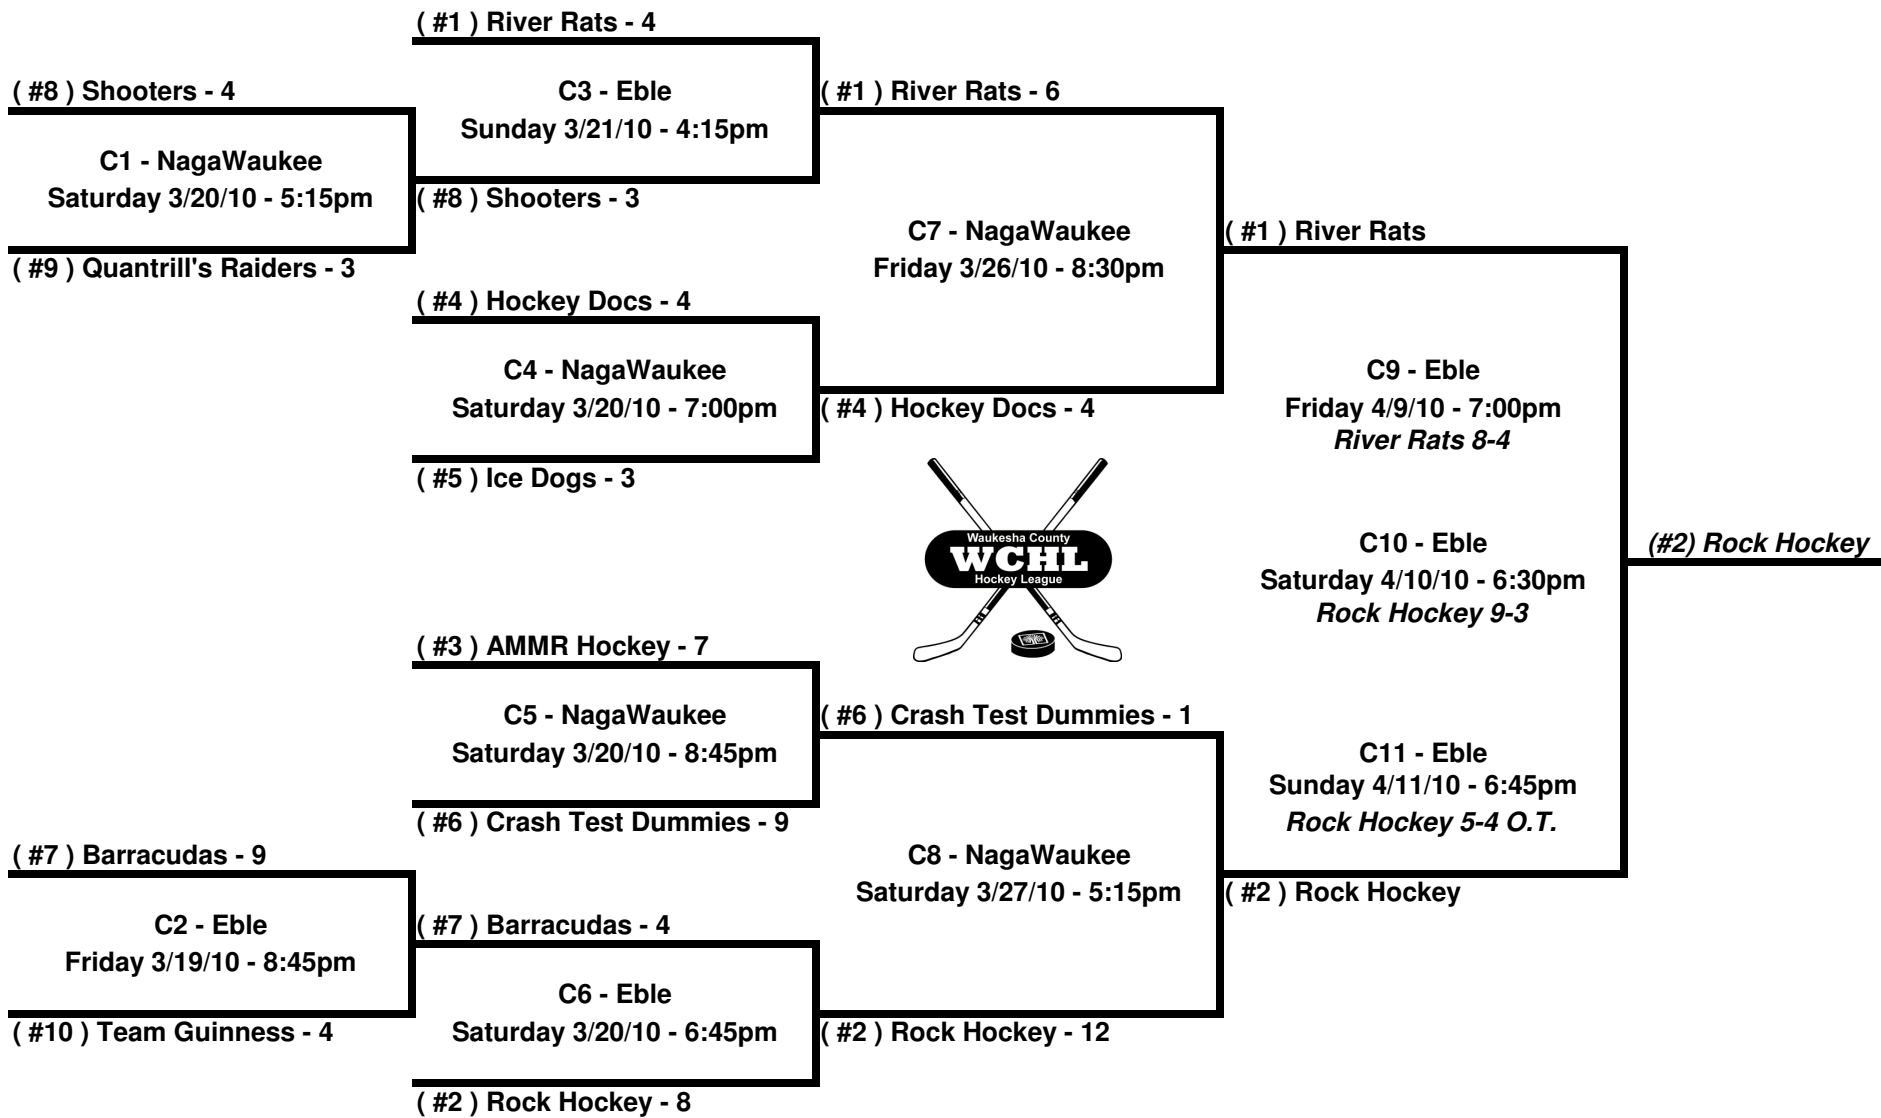 ( #1 ) River Rats - 4
( #8 ) Shooters - 4
C3 - Eble
Sunday 3/21/10 - 4:15pm
( #1 ) River Rats - 6
C1 - NagaWaukee
Saturday 3/20/10 - 5:15pm
( #8 ) Shooters - 3
( #9 ) Quantrill's Raiders - 3
C7 - NagaWaukee
Friday 3/26/10 - 8:30pm
( #1 ) River Rats
( #4 ) Hockey Docs - 4
C4 - NagaWaukee
Saturday 3/20/10 - 7:00pm
( #4 ) Hockey Docs - 4
( #5 ) Ice Dogs - 3
C9 - Eble
Friday 4/9/10 - 7:00pm
River Rats 8-4
Waukesha County
WCHL
Hockey League
C10 - Eble
Saturday 4/10/10 - 6:30pm
Rock Hockey 9-3
(#2) Rock Hockey
( #3 ) AMMR Hockey - 7
C5 - NagaWaukee
Saturday 3/20/10 - 8:45pm
( #6 ) Crash Test Dummies - 1
( #6 ) Crash Test Dummies - 9
C11 - Eble
Sunday 4/11/10 - 6:45pm
Rock Hockey 5-4 O.T.
( #7 ) Barracudas - 9
C2 - Eble
Friday 3/19/10 - 8:45pm
( #7 ) Barracudas - 4
C8 - NagaWaukee
Saturday 3/27/10 - 5:15pm
( #2 ) Rock Hockey
( #10 ) Team Guinness - 4
C6 - Eble
Saturday 3/20/10 - 6:45pm
( #2 ) Rock Hockey - 12
( #2 ) Rock Hockey - 8